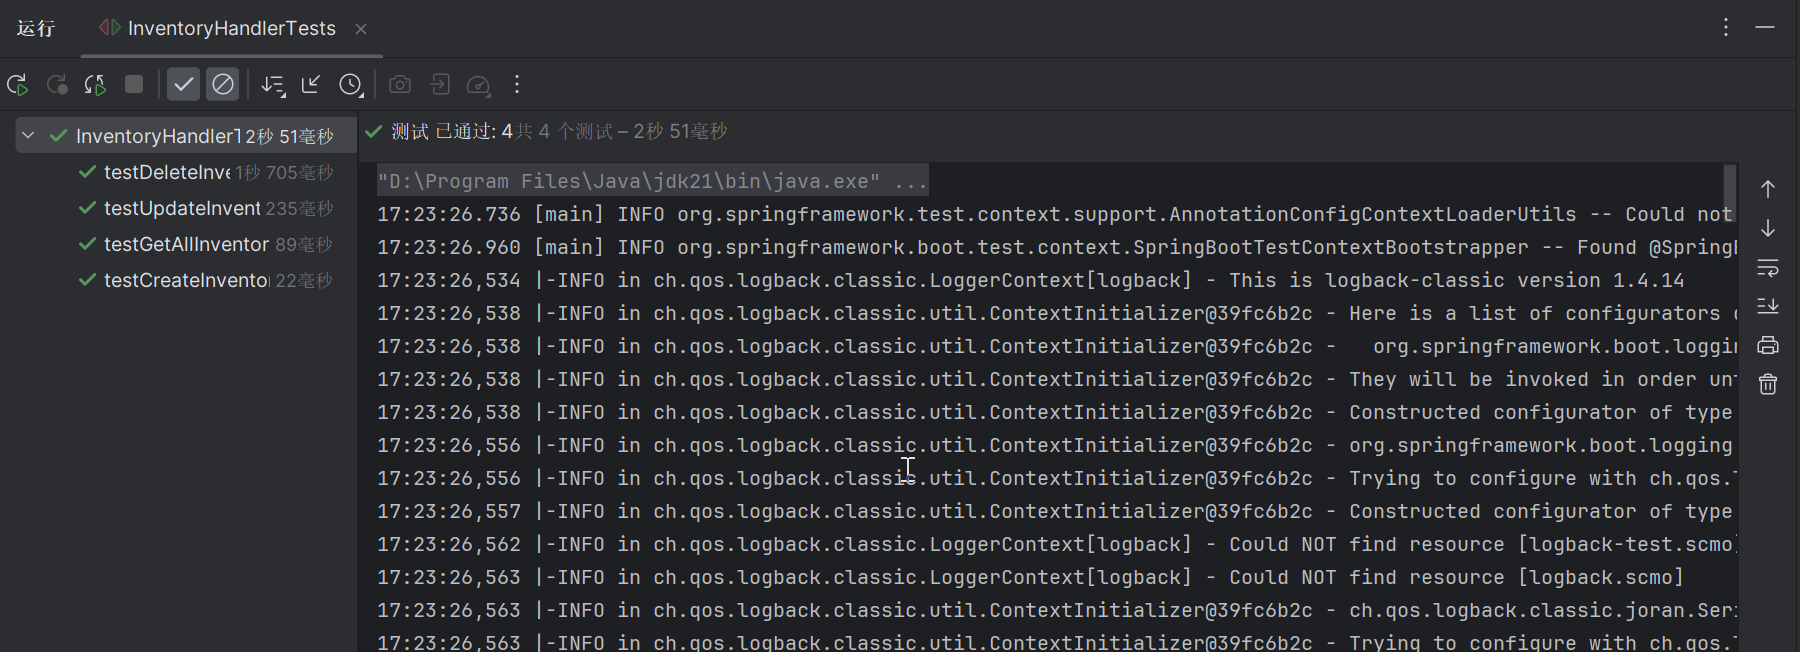 运行 InventoryHandlerTests
InventoryHandlerT 2秒 51毫秒
testDeleteInve 1秒 705毫秒
testUpdateInvent 235毫秒
testGetAllInventor 89毫秒
testCreateInvento 22毫秒
测试 已通过: 4共 4 个测试 – 2秒 51毫秒
"D:\Program Files\Java\jdk21\bin\java.exe" ...
17:23:26.736 [main] INFO org.springframework.test.context.support.AnnotationConfigContextLoaderUtils -- Could not
17:23:26.960 [main] INFO org.springframework.boot.test.context.SpringBootTestContextBootstrapper -- Found @Spring
17:23:26,534 |-INFO in ch.qos.logback.classic.LoggerContext[logback] - This is logback-classic version 1.4.14
17:23:26,538 |-INFO in ch.qos.logback.classic.util.ContextInitializer@39fc6b2c - Here is a list of configurators
17:23:26,538 |-INFO in ch.qos.logback.classic.util.ContextInitializer@39fc6b2c -   org.springframework.boot.loggin
17:23:26,538 |-INFO in ch.qos.logback.classic.util.ContextInitializer@39fc6b2c - They will be invoked in order un
17:23:26,538 |-INFO in ch.qos.logback.classic.util.ContextInitializer@39fc6b2c - Constructed configurator of type
17:23:26,556 |-INFO in ch.qos.logback.classic.util.ContextInitializer@39fc6b2c - org.springframework.boot.logging
17:23:26,556 |-INFO in ch.qos.logback.classic.util.ContextInitializer@39fc6b2c - Trying to configure with ch.qos.
17:23:26,557 |-INFO in ch.qos.logback.classic.util.ContextInitializer@39fc6b2c - Constructed configurator of type
17:23:26,562 |-INFO in ch.qos.logback.classic.LoggerContext[logback] - Could NOT find resource [logback-test.scmo]
17:23:26,563 |-INFO in ch.qos.logback.classic.LoggerContext[logback] - Could NOT find resource [logback.scmo]
17:23:26,563 |-INFO in ch.qos.logback.classic.util.ContextInitializer@39fc6b2c - ch.qos.logback.classic.joran.Ser
17:23:26,563 |-INFO in ch.qos.logback.classic.util.ContextInitializer@39fc6b2c - Trying to configure with ch.qos.